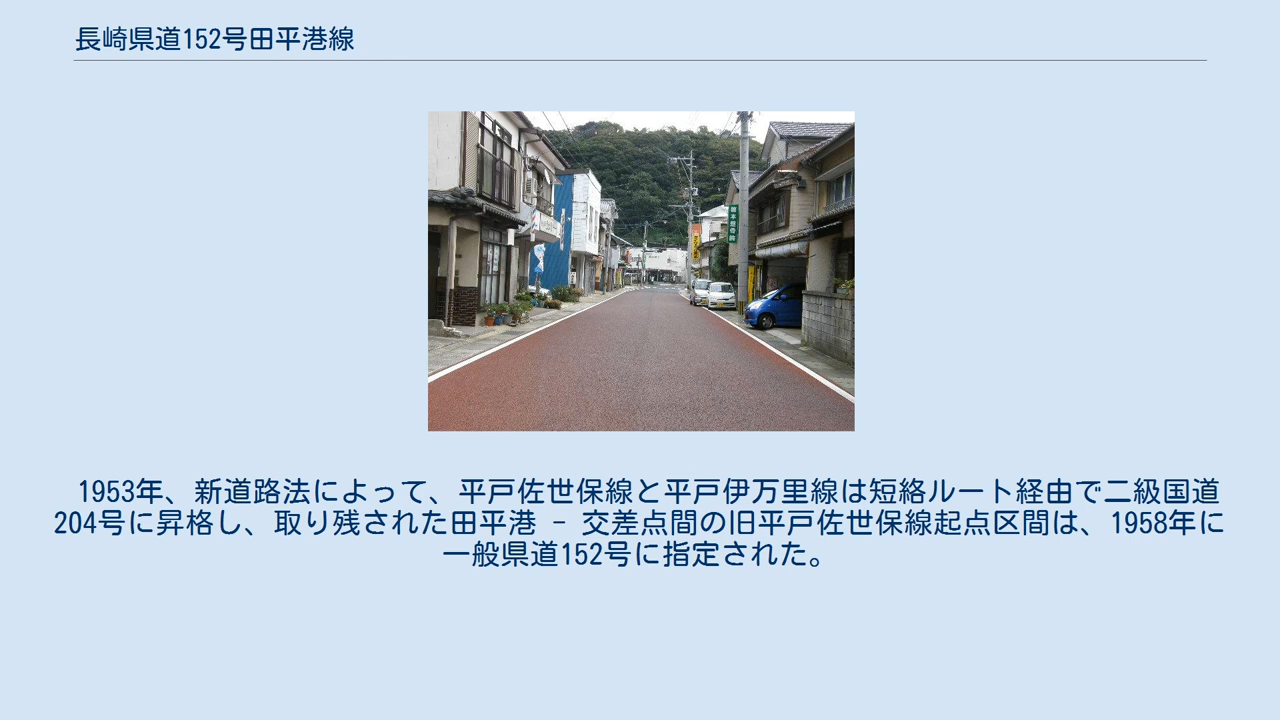 長崎県道152号田平港線
1953年、新道路法によって、平戸佐世保線と平戸伊万里線は短絡ルート経由で二級国道
204号に昇格し、取り残された田平港 - 交差点間の旧平戸佐世保線起点区間は、1958年に
一般県道152号に指定された。